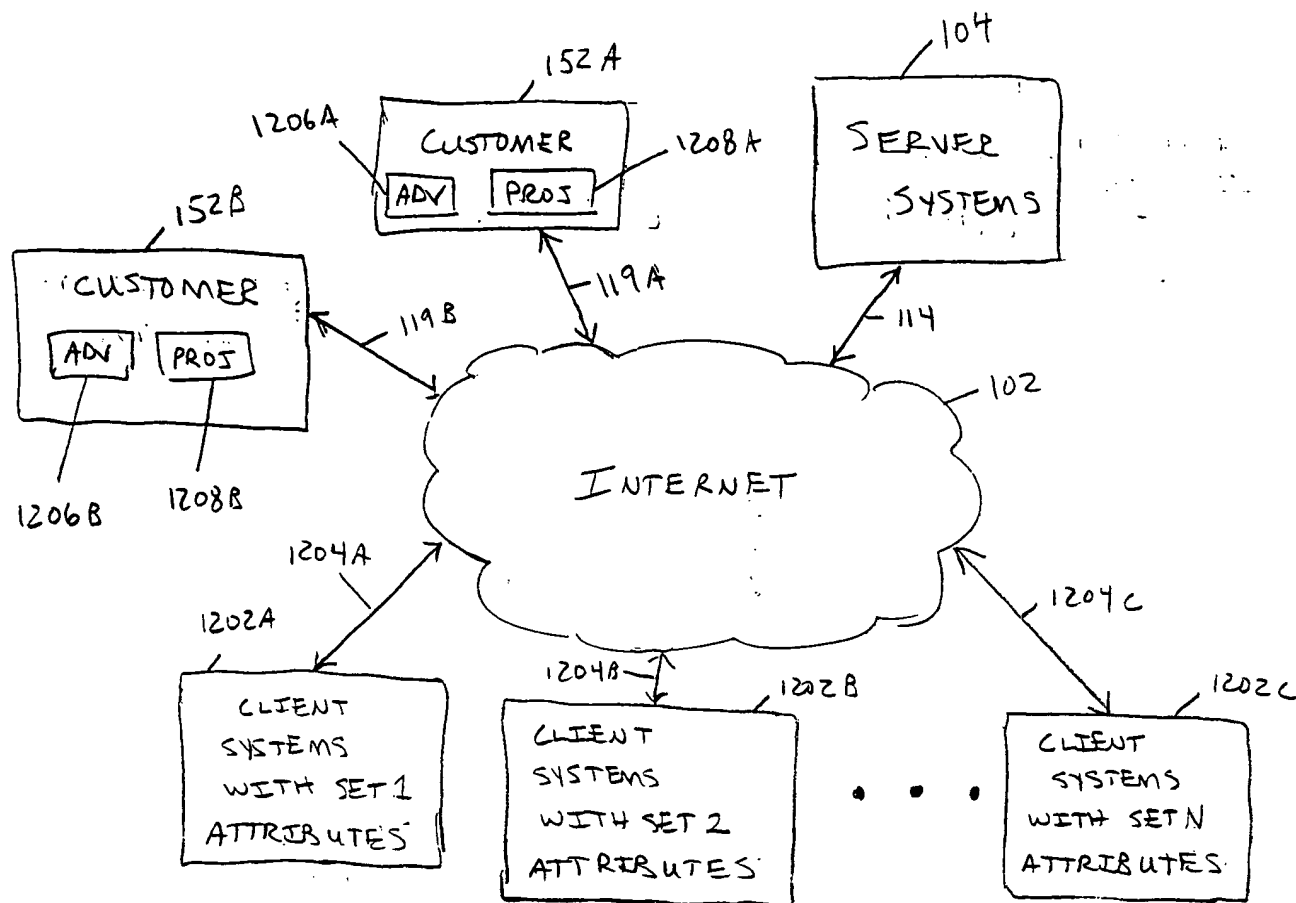 104
152A
1206A
CUSTOMER
1208A
ADV
PROJ
SERVER
SYSTEMS
152B
CUSTOMER
ADV
PROJ
119A
119B
114
102
INTERNET
1206B
1208B
1204A
1204C
1202A
1204B
1202B
1202C
CLIENT
SYSTEMS
WITH SET 1
ATTRIBUTES
CLIENT
SYSTEMS
WITH SET 2
ATTRIBUTES
• • •
CLIENT
SYSTEMS
WITH SET N
ATTRIBUTES